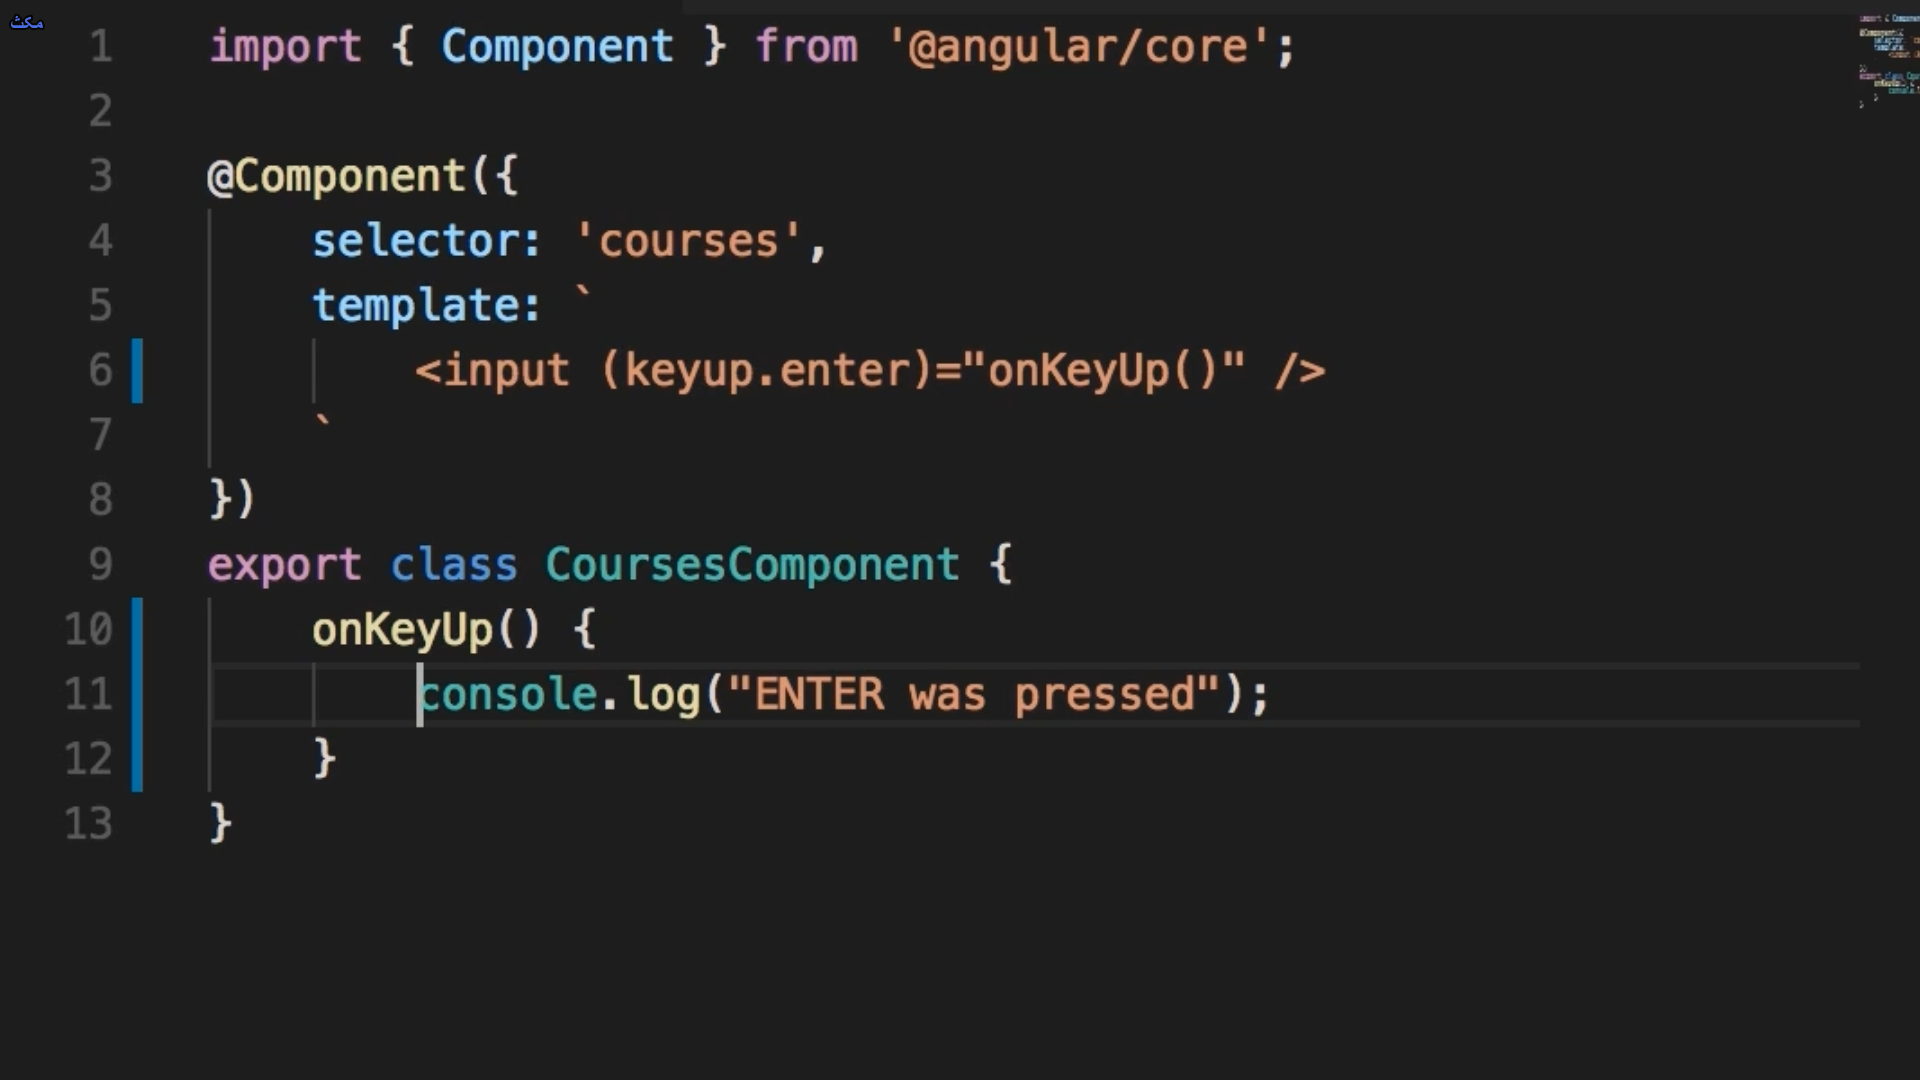 مكث
1 import { Component } from '@angular/core';
2
3 @Component({
4 selector: 'courses',
5 template: `
6 <input (keyup.enter)="onKeyUp()" />
7 `
8 })
9 export class CoursesComponent {
10 onKeyUp() {
11 console.log("ENTER was pressed");
12 }
13 }